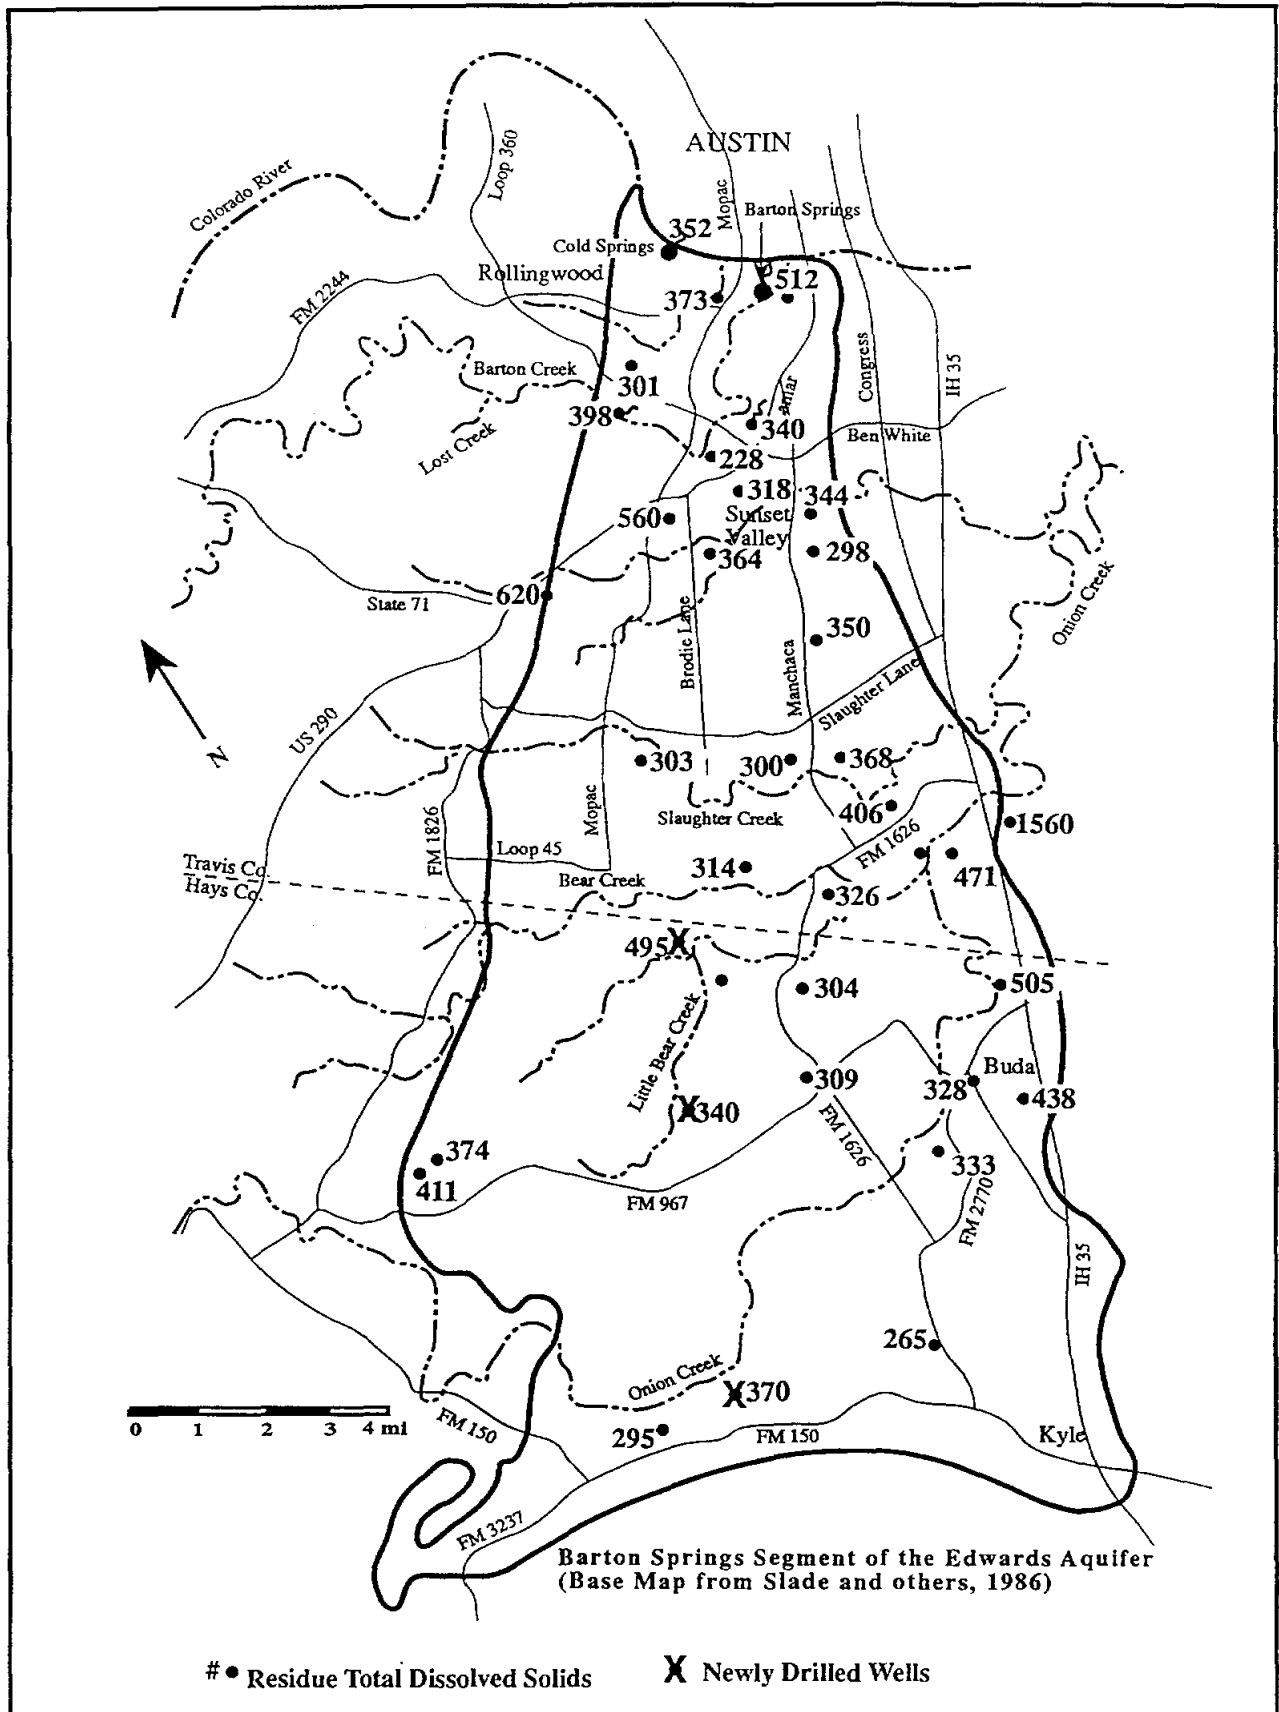 AUSTIN
Loop 360
Colorado River
Mopac
Barton Springs
352
Cold Springs
Rollingwood
512
373
FM 2244
Barton Creek
301
398
Lost Creek
Congress
IH 35
340
Ben White
228
318
344
560
Sunset
Valley
298
364
620
State 71
Onion Creek
350
Brodie Lane
Manchaca
Slaughter Lane
US 290
N
303
300
368
406
Slaughter Creek
Mopac
FM 1826
1560
FM 1626
Loop 45
314
471
Travis Co.
Hays Co.
Bear Creek
326
495
304
505
Little Bear Creek
Buda
309
328
438
340
FM 1626
374
333
411
FM 967
FM 2770
IH 35
265
Onion Creek
370
0 1 2 3 4 mi
FM 150
295
FM 150
Kyle
FM 3237
Barton Springs Segment of the Edwards Aquifer
(Base Map from Slade and others, 1986)
# ● Residue Total Dissolved Solids
X Newly Drilled Wells